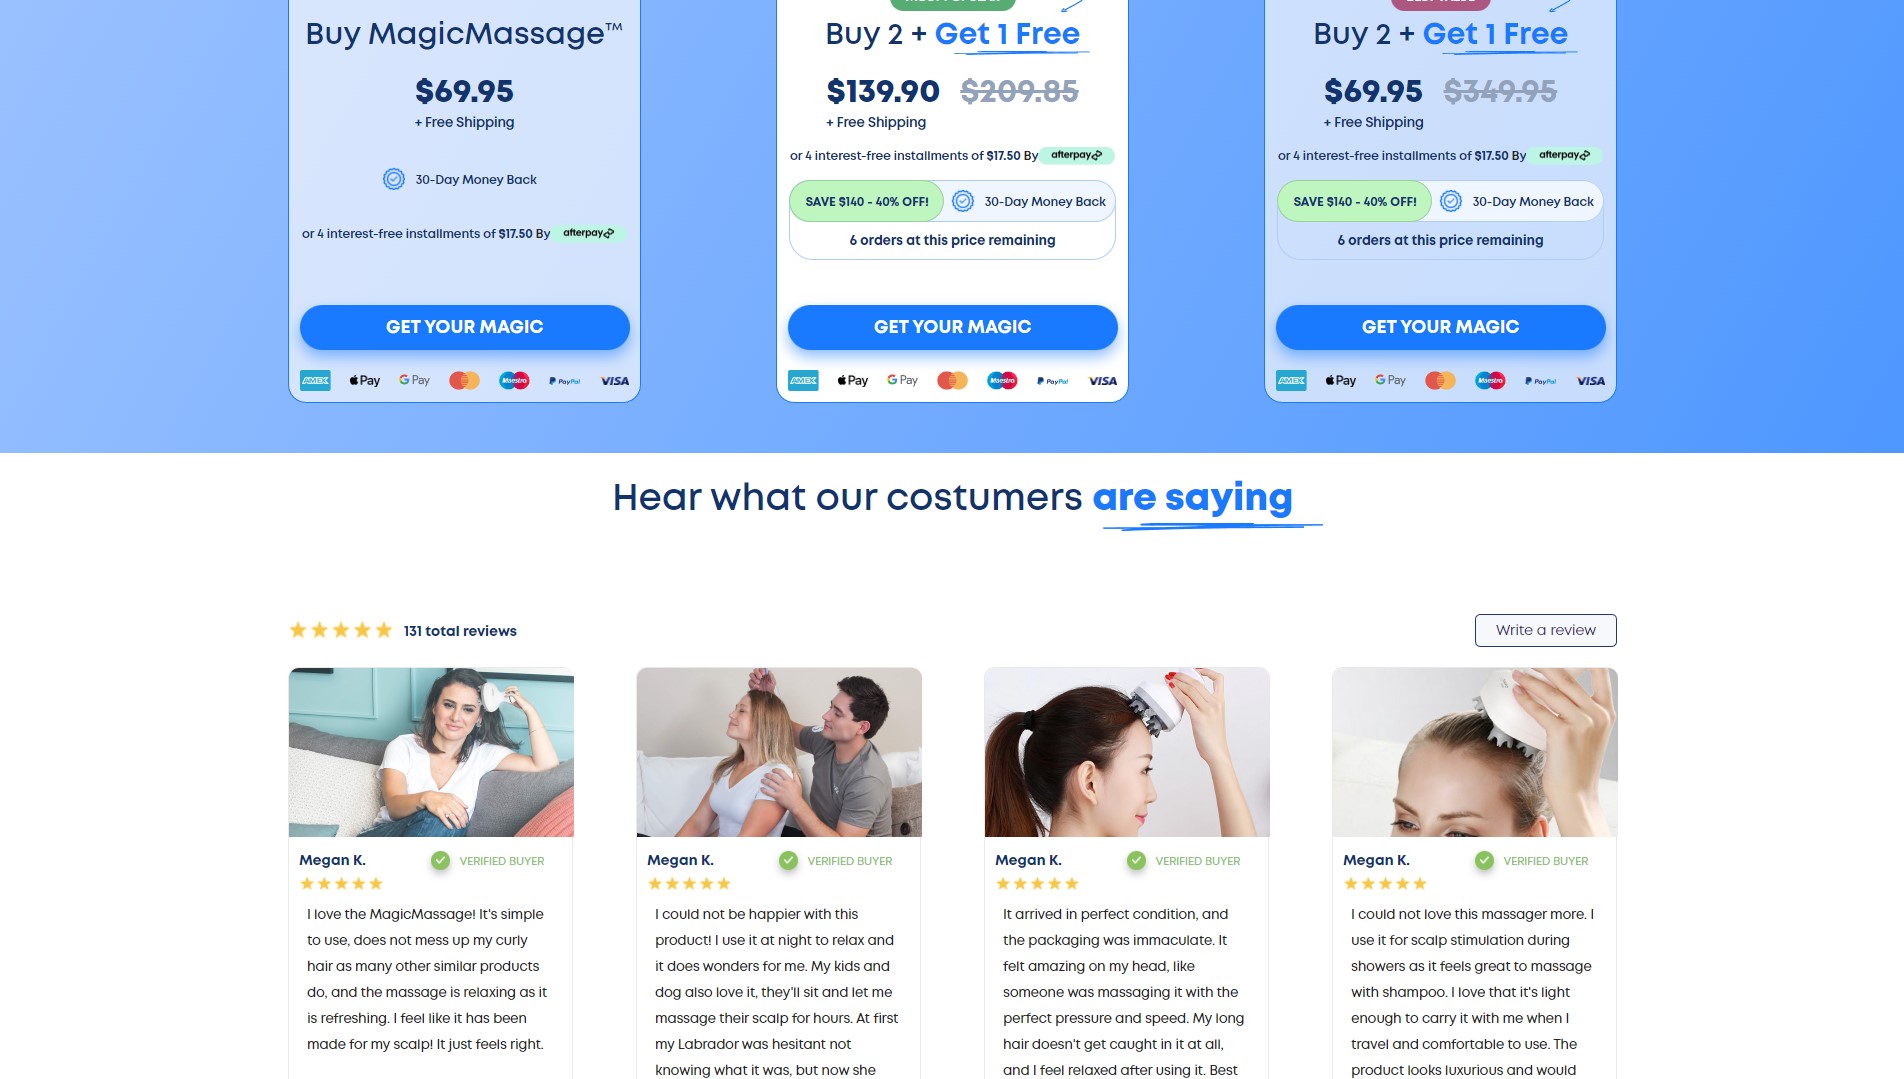 Buy MagicMassage™
$69.95
+ Free Shipping
30-Day Money Back
or 4 interest-free installments of $17.50 By afterpay
GET YOUR MAGIC
AMEX Pay G Pay Maestro PayPal VISA
Buy 2 + Get 1 Free
$139.90 $209.85
+ Free Shipping
or 4 interest-free installments of $17.50 By afterpay
SAVE $140 - 40% OFF! 30-Day Money Back
6 orders at this price remaining
GET YOUR MAGIC
AMEX Pay G Pay Maestro PayPal VISA
Buy 2 + Get 1 Free
$69.95 $349.95
+ Free Shipping
or 4 interest-free installments of $17.50 By afterpay
SAVE $140 - 40% OFF! 30-Day Money Back
6 orders at this price remaining
GET YOUR MAGIC
AMEX Pay G Pay Maestro PayPal VISA
Hear what our costumers are saying
131 total reviews
Write a review
Megan K. VERIFIED BUYER
I love the MagicMassage! It's simple
to use, does not mess up my curly
hair as many other similar products
do, and the massage is relaxing as it
is refreshing. I feel like it has been
made for my scalp! It just feels right.
Megan K. VERIFIED BUYER
I could not be happier with this
product! I use it at night to relax and
it does wonders for me. My kids and
dog also love it, they'll sit and let me
massage their scalp for hours. At first
my Labrador was hesitant not
knowing what it was, but now she
Megan K. VERIFIED BUYER
It arrived in perfect condition, and
the packaging was immaculate. It
felt amazing on my head, like
someone was massaging it with the
perfect pressure and speed. My long
hair doesn't get caught in it at all,
and I feel relaxed after using it. Best
Megan K. VERIFIED BUYER
I could not love this massager more. I
use it for scalp stimulation during
showers as it feels great to massage
with shampoo. I love that it's light
enough to carry it with me when I
travel and comfortable to use. The
product looks luxurious and would